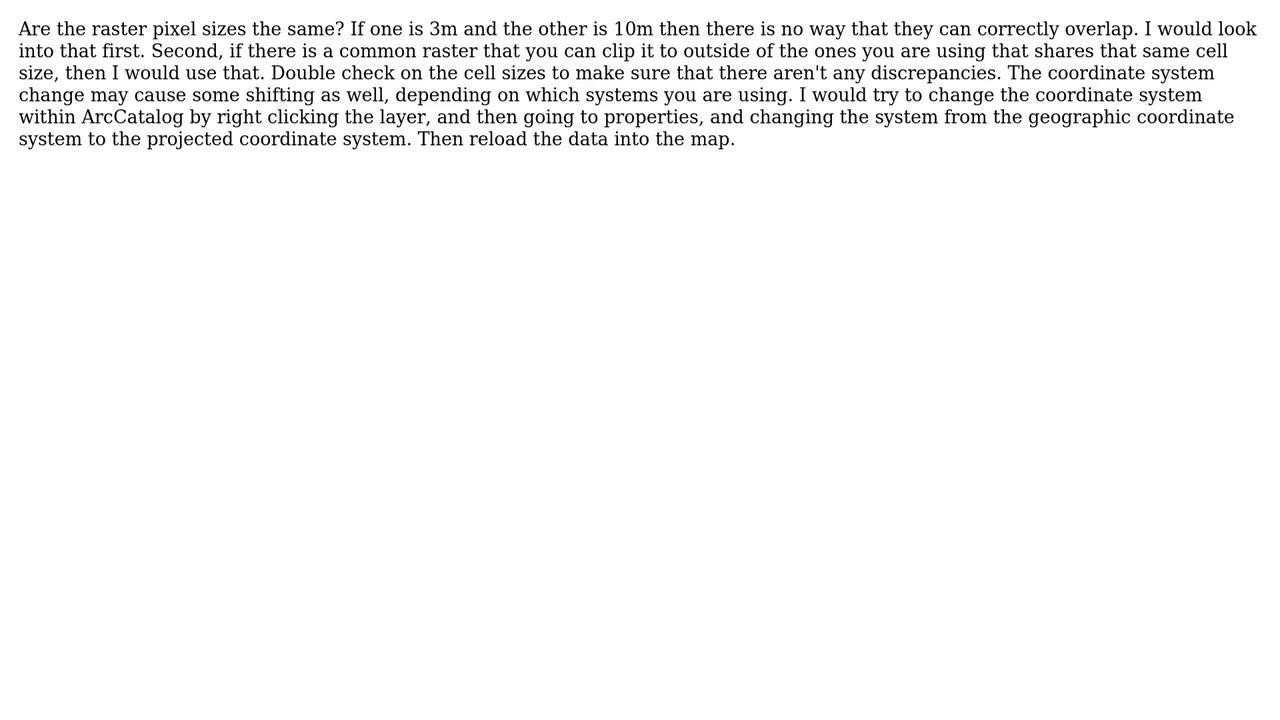 Are the raster pixel sizes the same? If one is 3m and the other is 10m then there is no way that they can correctly overlap. I would look
into that first. Second, if there is a common raster that you can clip it to outside of the ones you are using that shares that same cell
size, then I would use that. Double check on the cell sizes to make sure that there aren't any discrepancies. The coordinate system
change may cause some shifting as well, depending on which systems you are using. I would try to change the coordinate system
within ArcCatalog by right clicking the layer, and then going to properties, and changing the system from the geographic coordinate
system to the projected coordinate system. Then reload the data into the map.